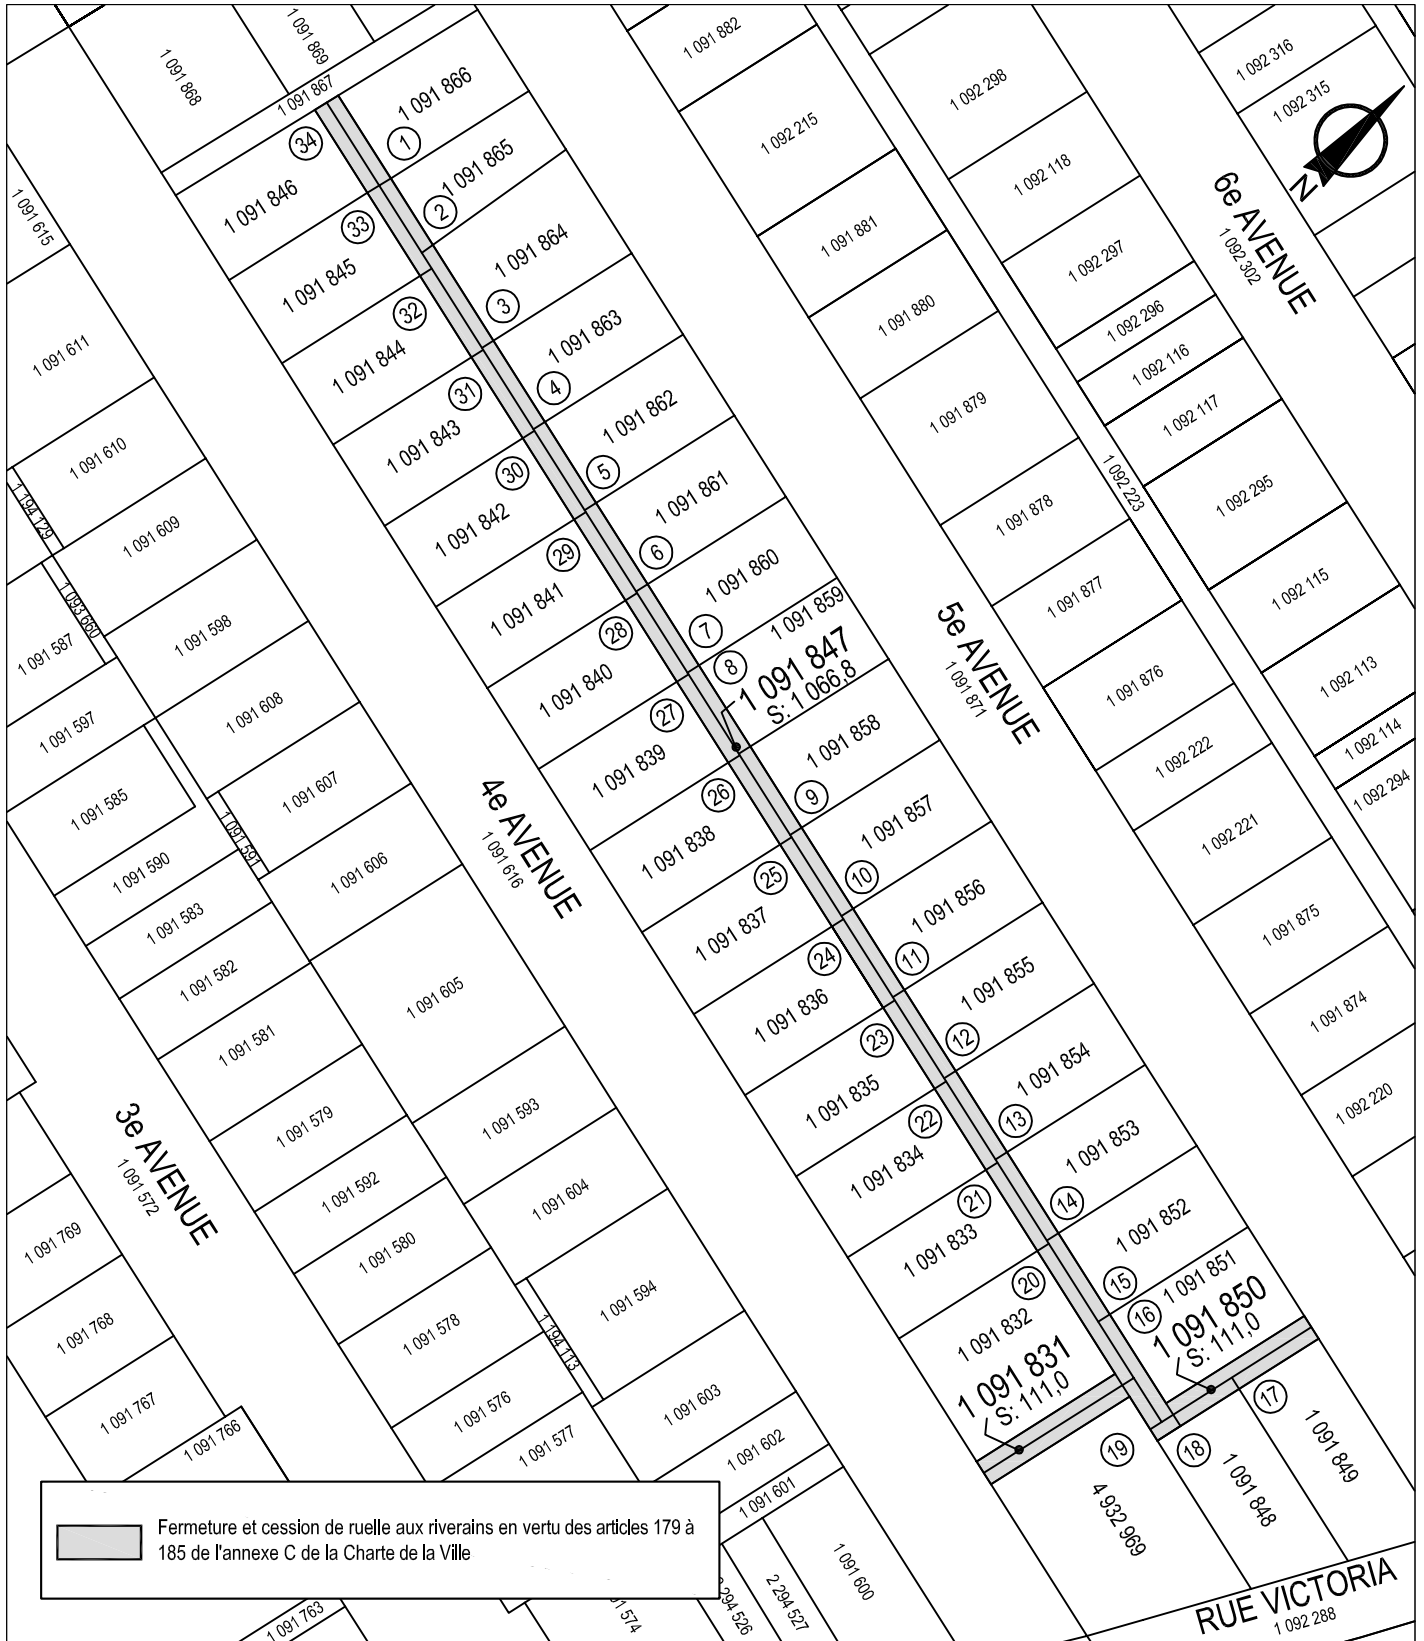 1 091 868
1 091 869
1 091 867
1 091 866
1 091 865
1 091 864
1 091 863
1 091 862
1 091 861
1 091 860
1 091 859
1 091 847
S: 1 066,8
1 091 858
1 091 857
1 091 856
1 091 855
1 091 854
1 091 853
1 091 852
1 091 851
1 091 850
S: 111,0
1
2
3
4
5
6
7
8
9
10
11
12
13
14
15
16
17
18
19
20
21
22
23
24
25
26
27
28
29
30
31
32
33
34
1 091 846
1 091 845
1 091 844
1 091 843
1 091 842
1 091 841
1 091 840
1 091 839
1 091 838
1 091 837
1 091 836
1 091 835
1 091 834
1 091 833
1 091 832
1 091 831
S: 111,0
4 932 969
1 091 848
1 091 849
RUE VICTORIA
1 092 288
1 091 882
1 092 215
1 091 881
1 091 880
1 091 879
1 091 878
1 091 877
1 091 876
1 092 222
1 092 221
1 091 875
1 091 874
1 092 220
5e AVENUE
1 091 871
1 092 298
1 092 118
1 092 297
1 092 296
1 092 116
1 092 117
1 092 223
1 092 295
1 092 115
1 092 113
1 092 114
1 092 294
1 092 316
1 092 315
N
6e AVENUE
1 092 302
1 091 615
1 091 611
1 091 610
1 194 129
1 091 609
1 093 660
1 091 587
1 091 598
1 091 597
1 091 608
1 091 585
1 091 607
1 091 591
1 091 590
1 091 606
1 091 583
1 091 582
1 091 605
1 091 581
1 091 579
1 091 593
1 091 592
1 091 604
1 091 580
1 091 594
1 091 578
1 194 113
1 091 576
1 091 603
1 091 577
1 091 602
1 091 601
1 091 600
2 294 527
294 526
574
4e AVENUE
1 091 616
3e AVENUE
1 091 572
1 091 769
1 091 768
1 091 767
1 091 766
1 091 763
Fermeture et cession de ruelle aux riverains en vertu des articles 179 à
185 de l'annexe C de la Charte de la Ville